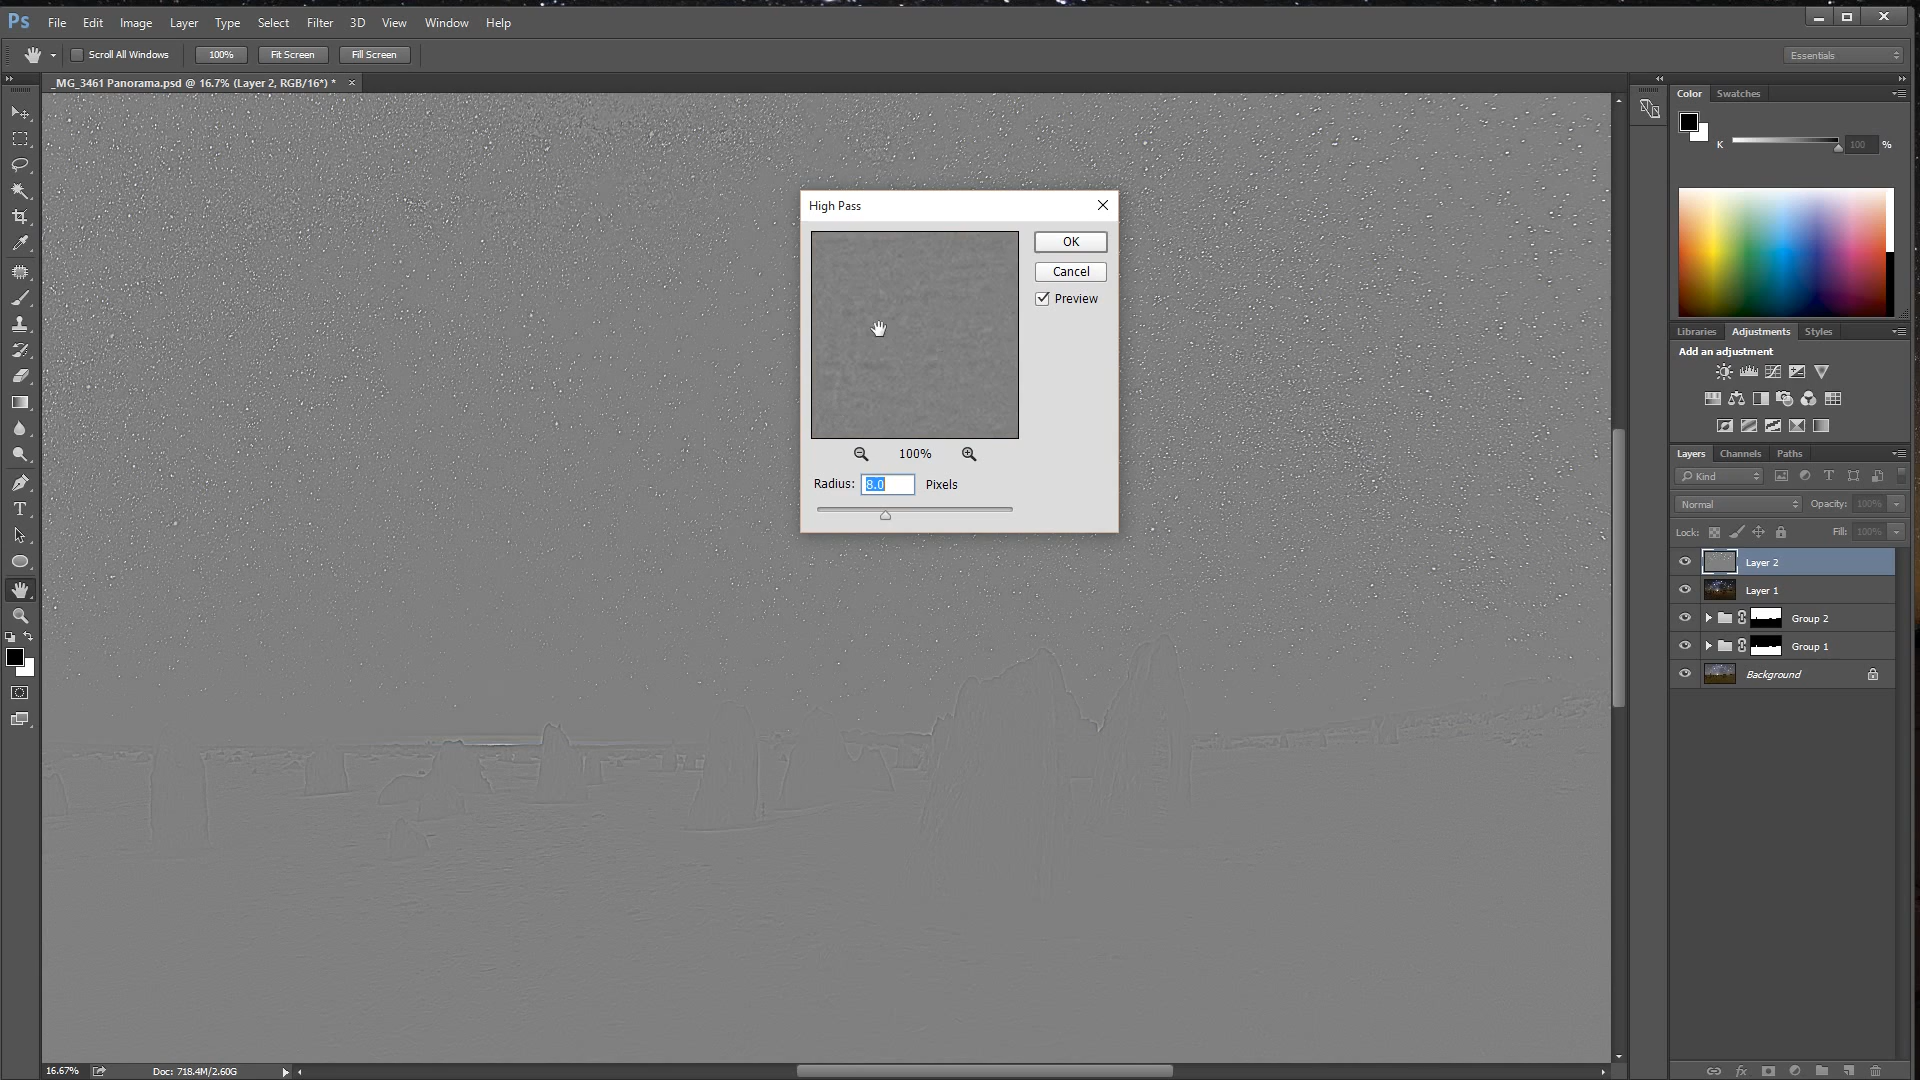 Ps File Edit Image Layer Type Select Filter 3D View Window Help
Scroll All Windows 100% Fit Screen Fill Screen Essentials
_MG_3461 Panorama.psd @ 16.7% (Layer 2, RGB/16*) *
Color Swatches
K 100 %
High Pass
OK
Cancel
Preview
100%
Radius: 8.0 Pixels
Libraries Adjustments Styles
Add an adjustment
Layers Channels Paths
Kind
Normal Opacity: 100%
Lock: Fill: 100%
Layer 2
Layer 1
Group 2
Group 1
Background
16.67% Doc: 718.4M/2.60G